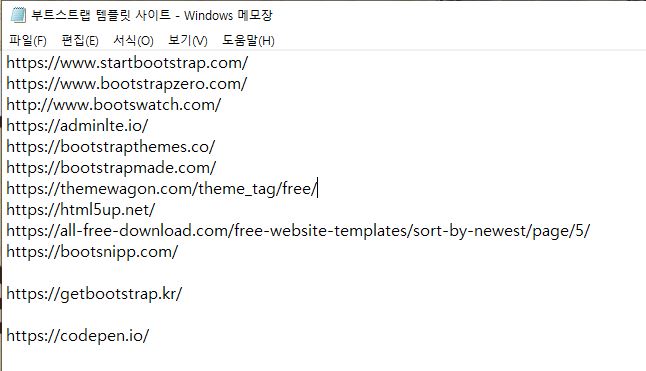 부트스트랩 템플릿 사이트 - Windows 메모장
파일(F) 편집(E) 서식(O) 보기(V) 도움말(H)
https://www.startbootstrap.com/
https://www.bootstrapzero.com/
http://www.bootswatch.com/
https://adminlte.io/
https://bootstrapthemes.co/
https://bootstrapmade.com/
https://themewagon.com/theme_tag/free/
https://html5up.net/
https://all-free-download.com/free-website-templates/sort-by-newest/page/5/
https://bootsnipp.com/
https://getbootstrap.kr/
https://codepen.io/